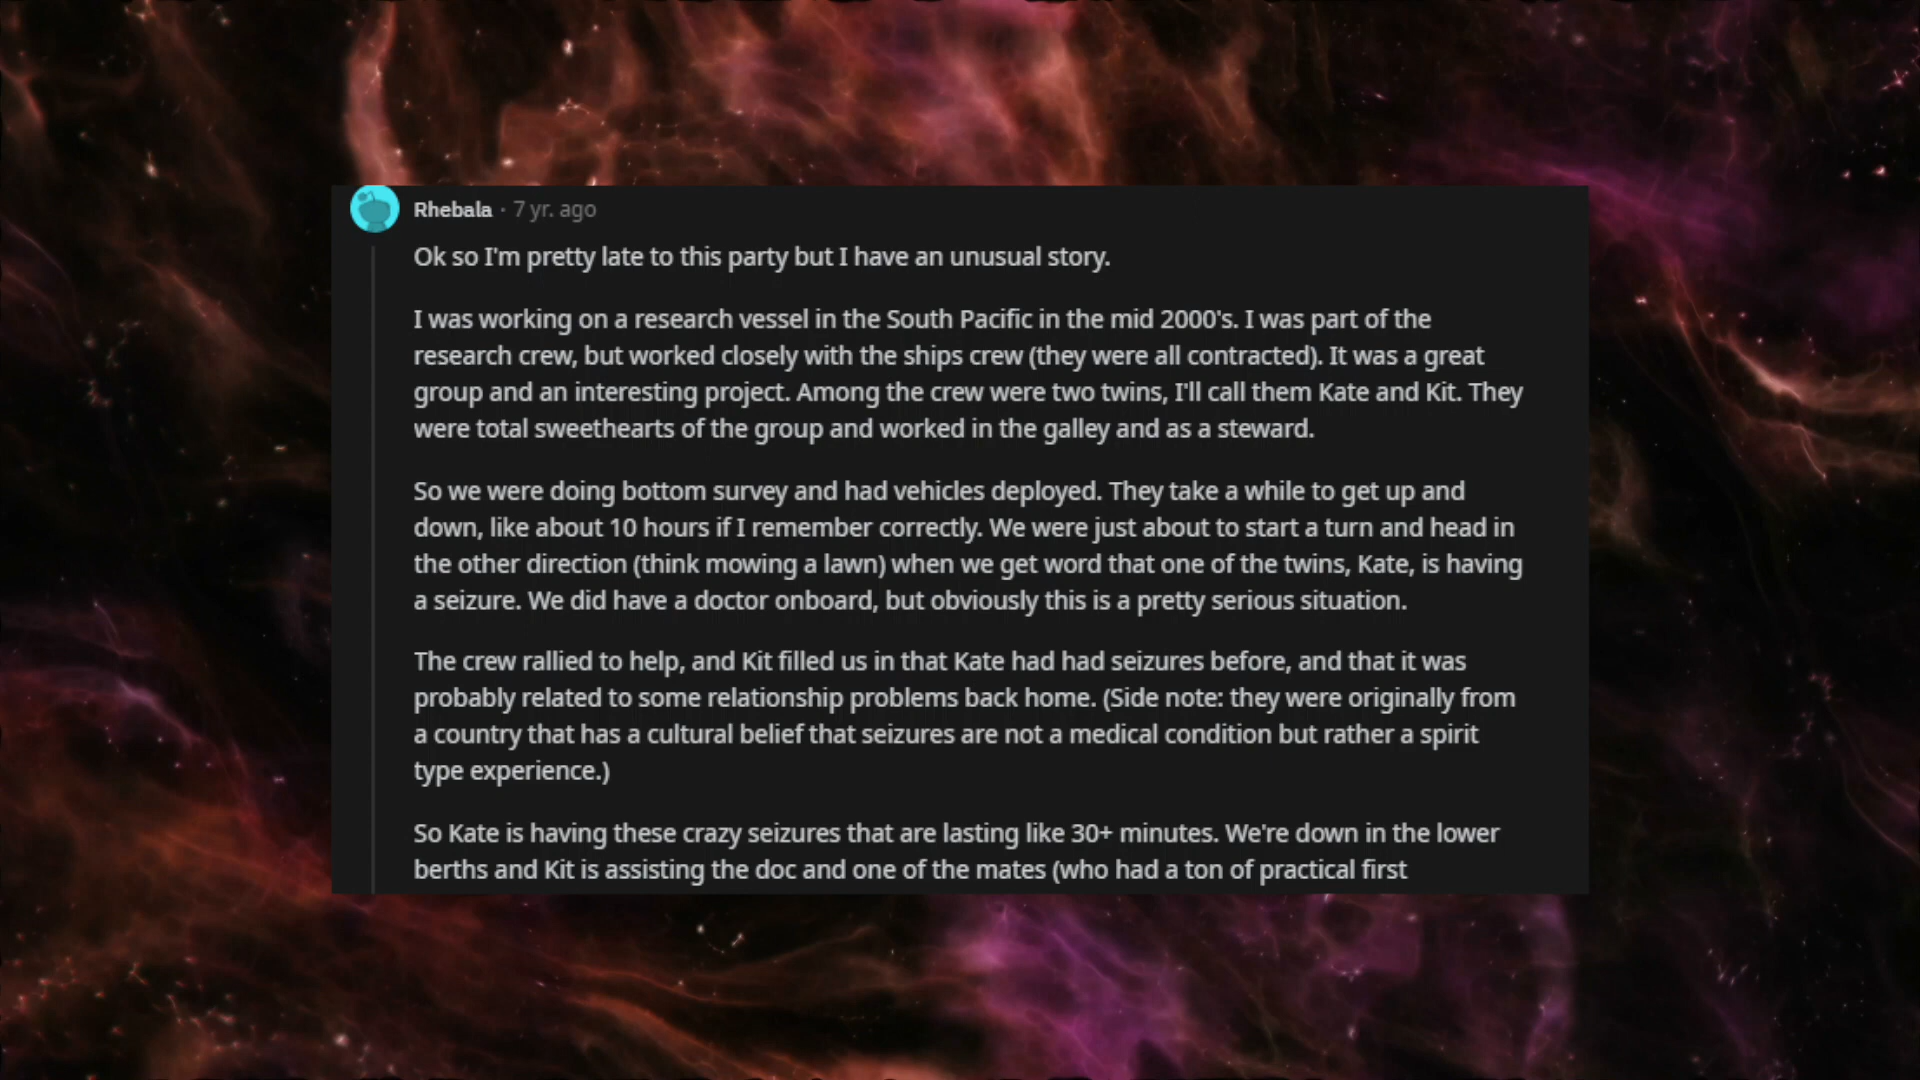 Rhebala · 7 yr. ago
Ok so I'm pretty late to this party but I have an unusual story.
I was working on a research vessel in the South Pacific in the mid 2000's. I was part of the
research crew, but worked closely with the ships crew (they were all contracted). It was a great
group and an interesting project. Among the crew were two twins, I'll call them Kate and Kit. They
were total sweethearts of the group and worked in the galley and as a steward.
So we were doing bottom survey and had vehicles deployed. They take a while to get up and
down, like about 10 hours if I remember correctly. We were just about to start a turn and head in
the other direction (think mowing a lawn) when we get word that one of the twins, Kate, is having
a seizure. We did have a doctor onboard, but obviously this is a pretty serious situation.
The crew rallied to help, and Kit filled us in that Kate had had seizures before, and that it was
probably related to some relationship problems back home. (Side note: they were originally from
a country that has a cultural belief that seizures are not a medical condition but rather a spirit
type experience.)
So Kate is having these crazy seizures that are lasting like 30+ minutes. We're down in the lower
berths and Kit is assisting the doc and one of the mates (who had a ton of practical first